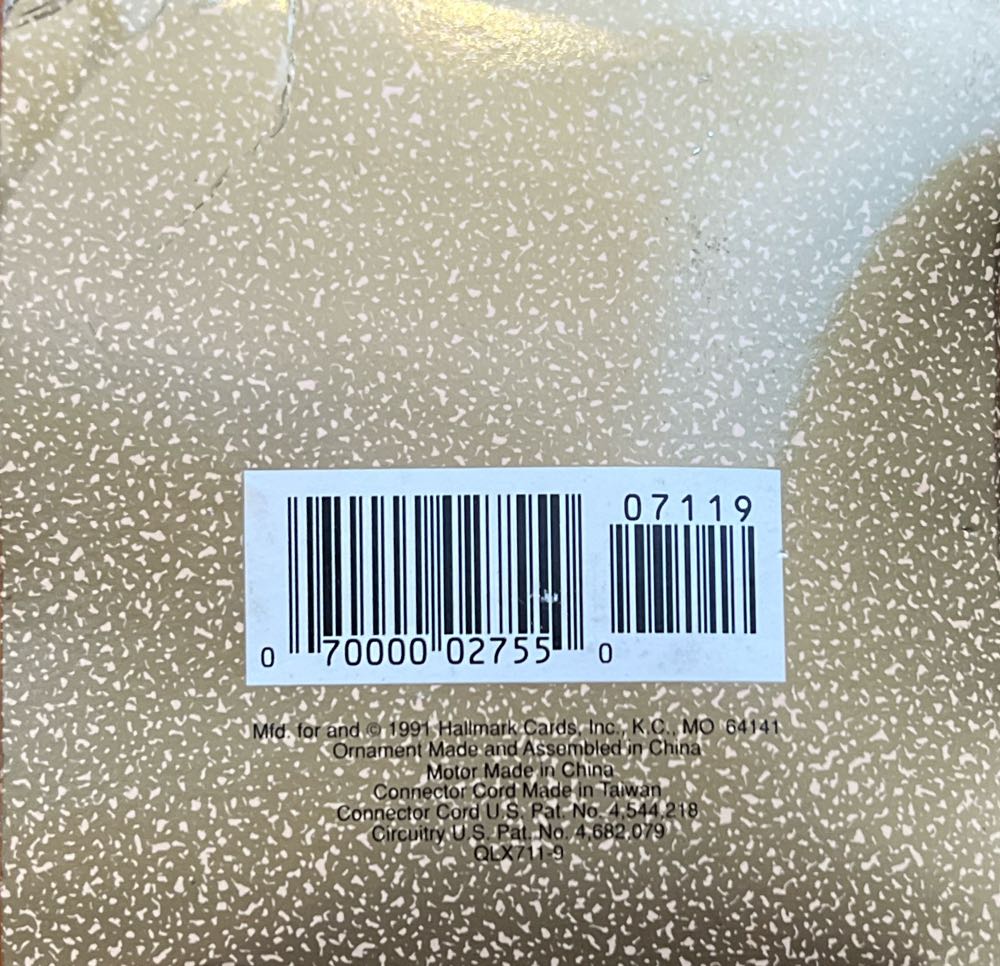 07119
0 70000 02755 0
Mfd. for and © 1991 Hallmark Cards, Inc., K.C., MO 64141
Ornament Made and Assembled in China
Motor Made in China
Connector Cord Made in Taiwan
Connector Cord U.S. Pat. No. 4,544,218
Circuitry U.S. Pat. No. 4,682,079
QLX711-9